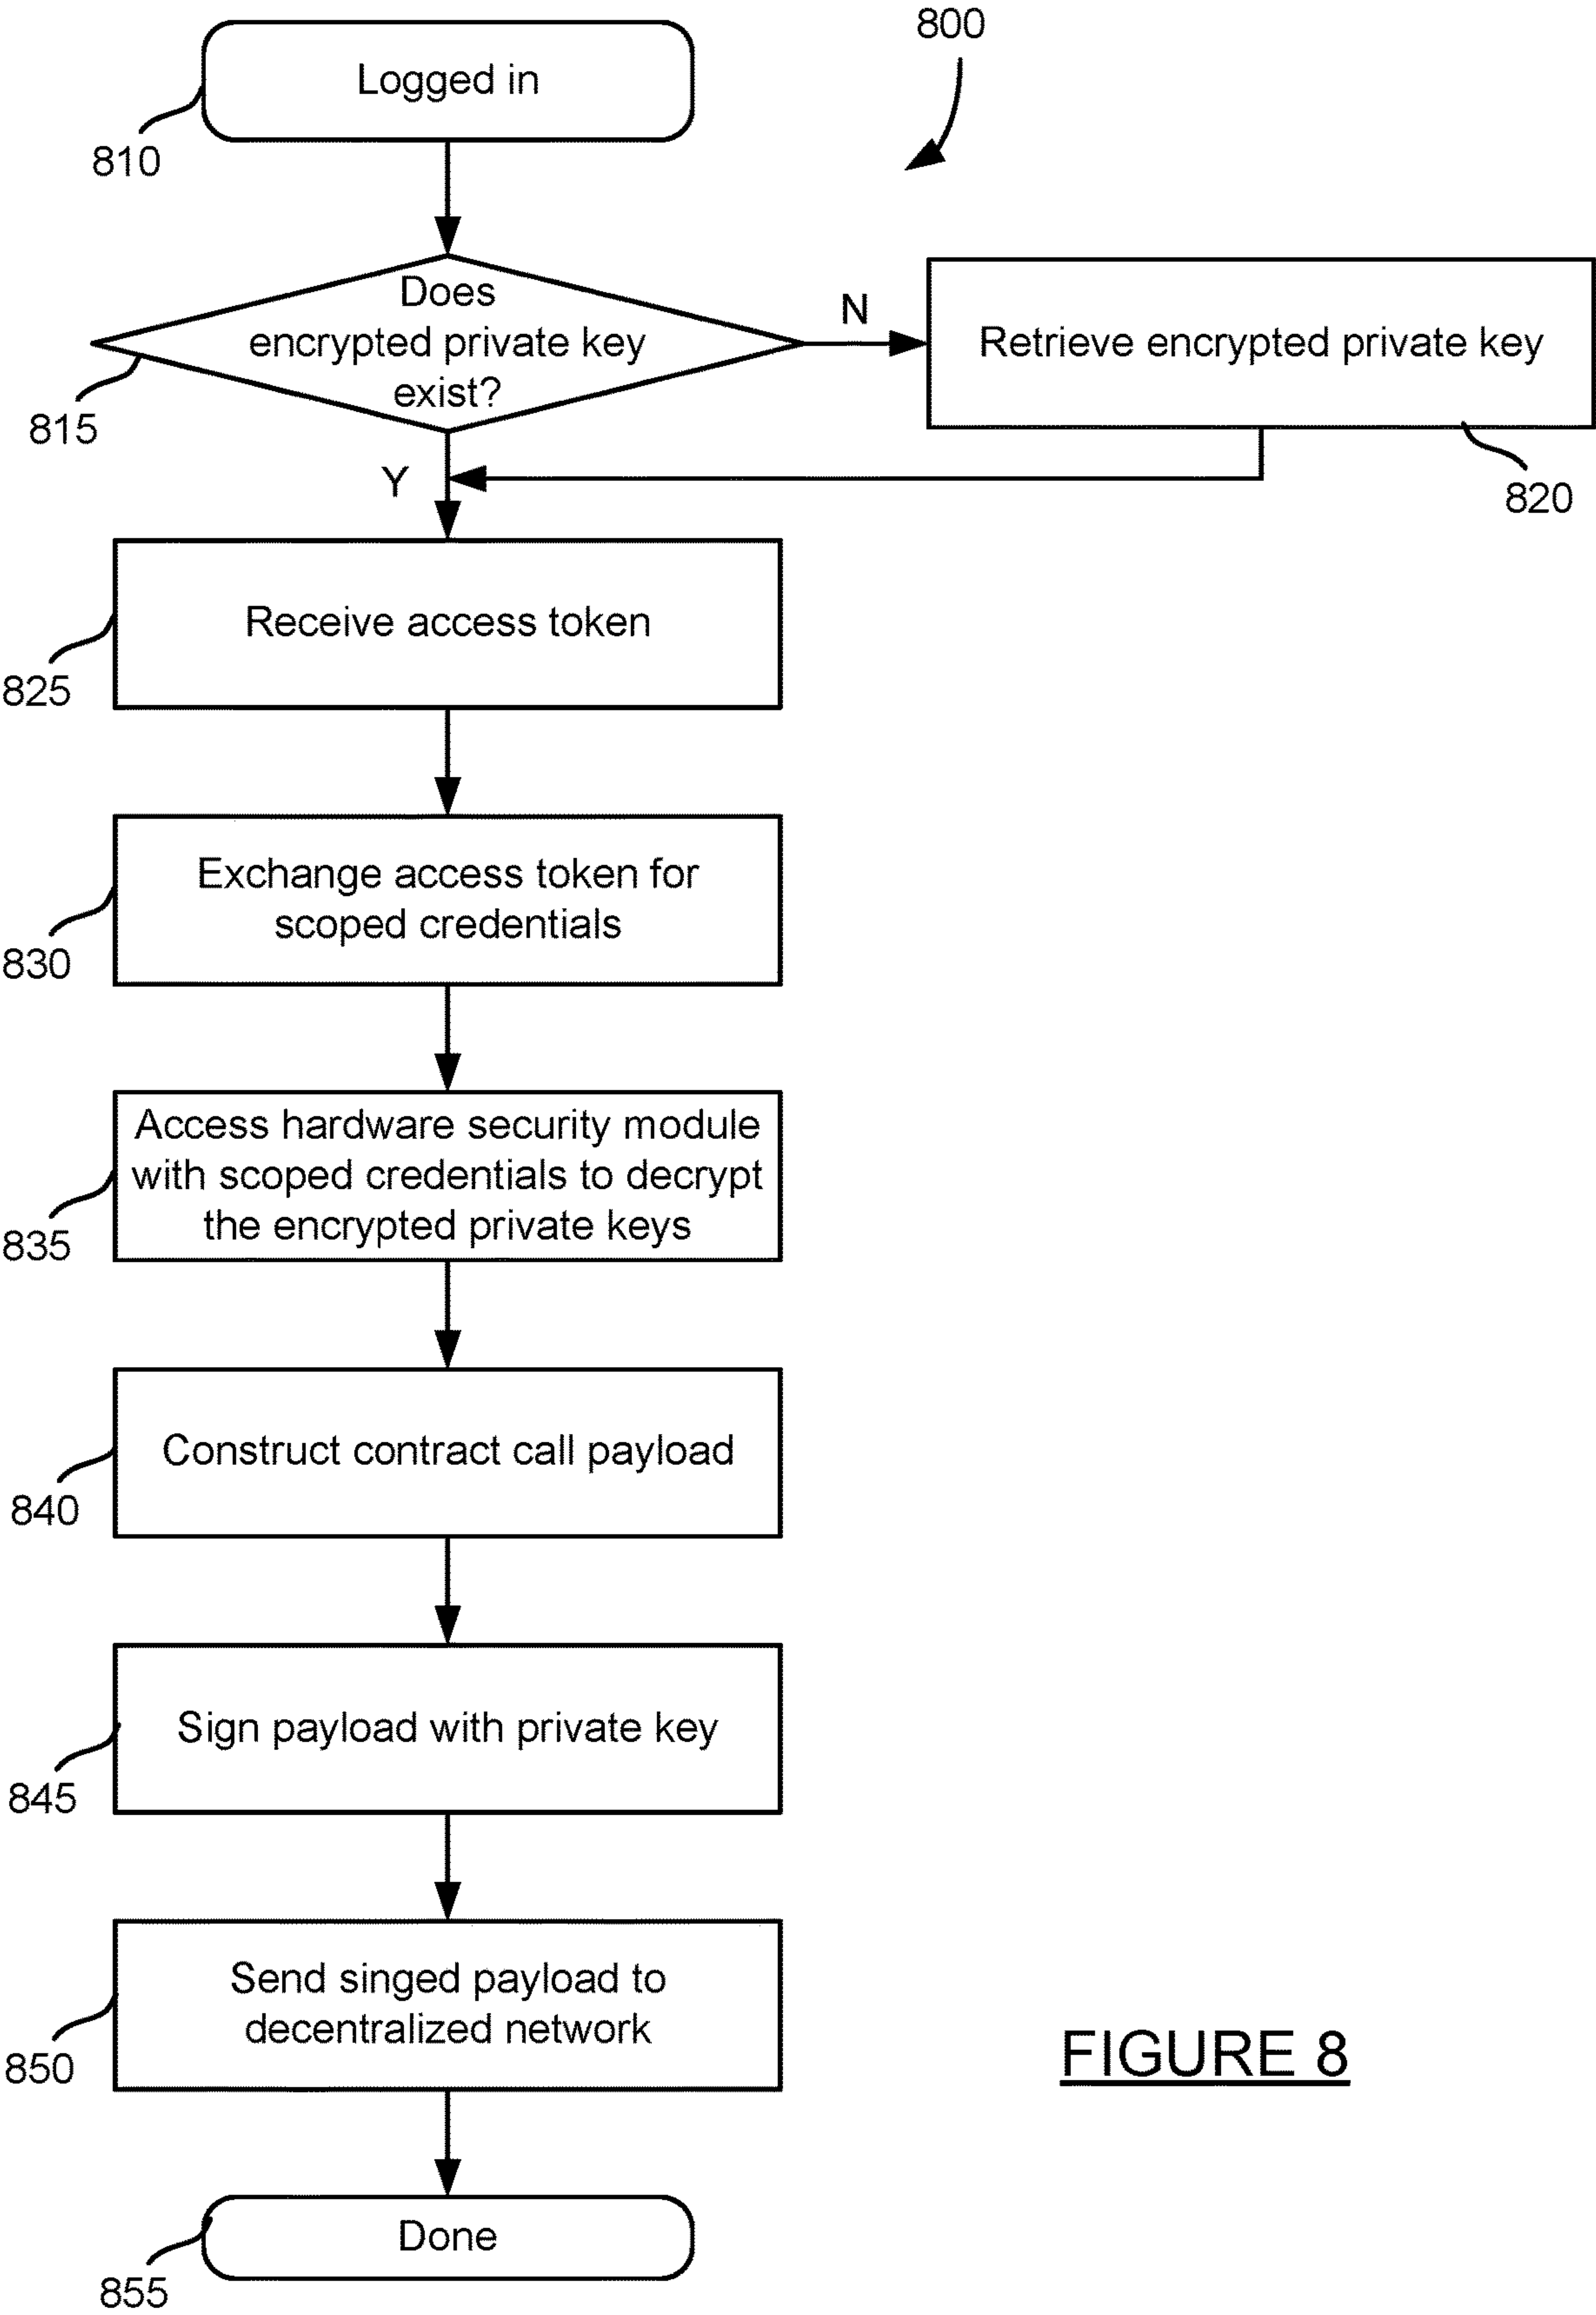 800
Logged in
810
Does
encrypted private key
exist?
815
N
Retrieve encrypted private key
820
Y
Receive access token
825
Exchange access token for
scoped credentials
830
Access hardware security module
with scoped credentials to decrypt
the encrypted private keys
835
Construct contract call payload
840
Sign payload with private key
845
Send singed payload to
decentralized network
850
Done
855
FIGURE 8